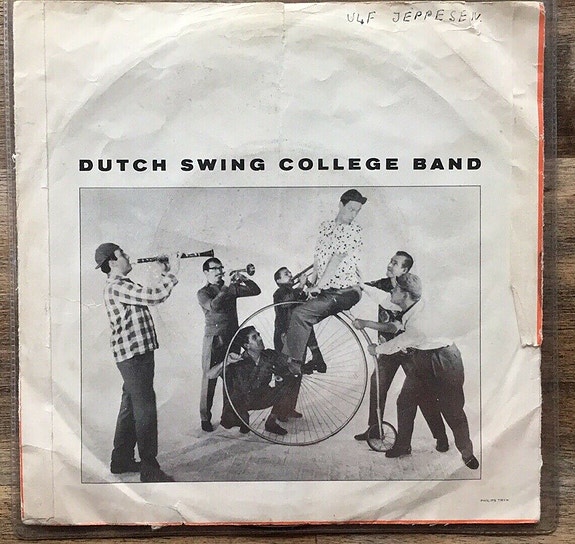 ULF JEPPESEN
DUTCH SWING COLLEGE BAND